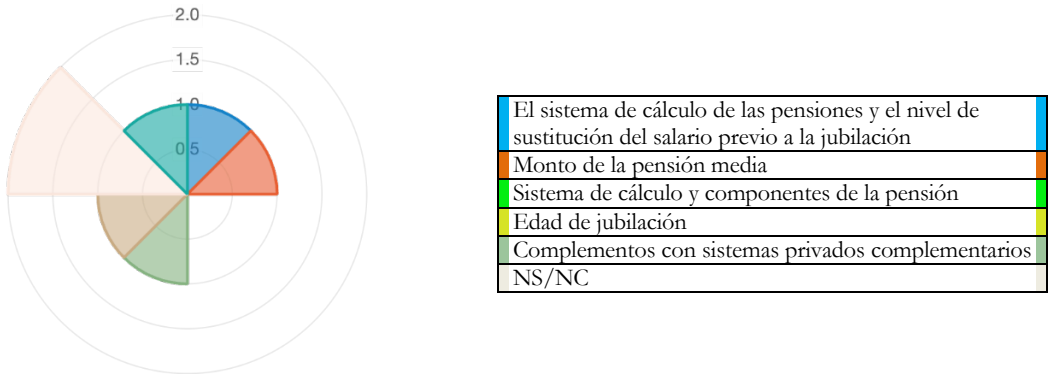 2.0
1.5
1.0
0.5
El sistema de cálculo de las pensiones y el nivel de
sustitución del salario previo a la jubilación
Monto de la pensión media
Sistema de cálculo y componentes de la pensión
Edad de jubilación
Complementos con sistemas privados complementarios
NS/NC